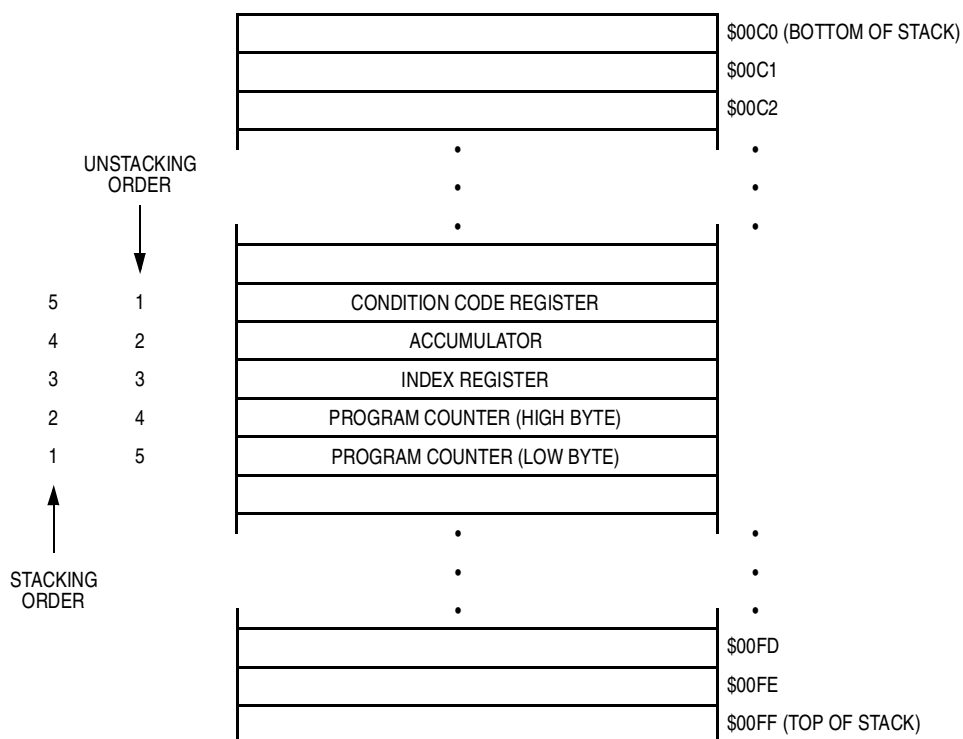 $00C0 (BOTTOM OF STACK)
$00C1
$00C2
UNSTACKING
ORDER
5 1 CONDITION CODE REGISTER
4 2 ACCUMULATOR
3 3 INDEX REGISTER
2 4 PROGRAM COUNTER (HIGH BYTE)
1 5 PROGRAM COUNTER (LOW BYTE)
STACKING
ORDER
$00FD
$00FE
$00FF (TOP OF STACK)